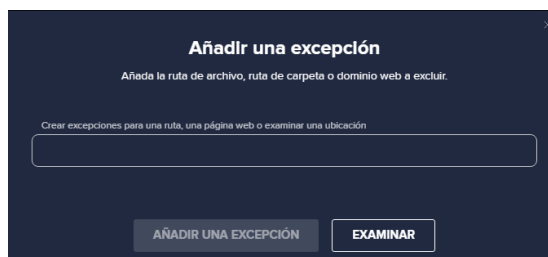 Añadir una excepción
Añada la ruta de archivo, ruta de carpeta o dominio web a excluir.
Crear excepciones para una ruta, una página web o examinar una ubicación
AÑADIR UNA EXCEPCIÓN
EXAMINAR